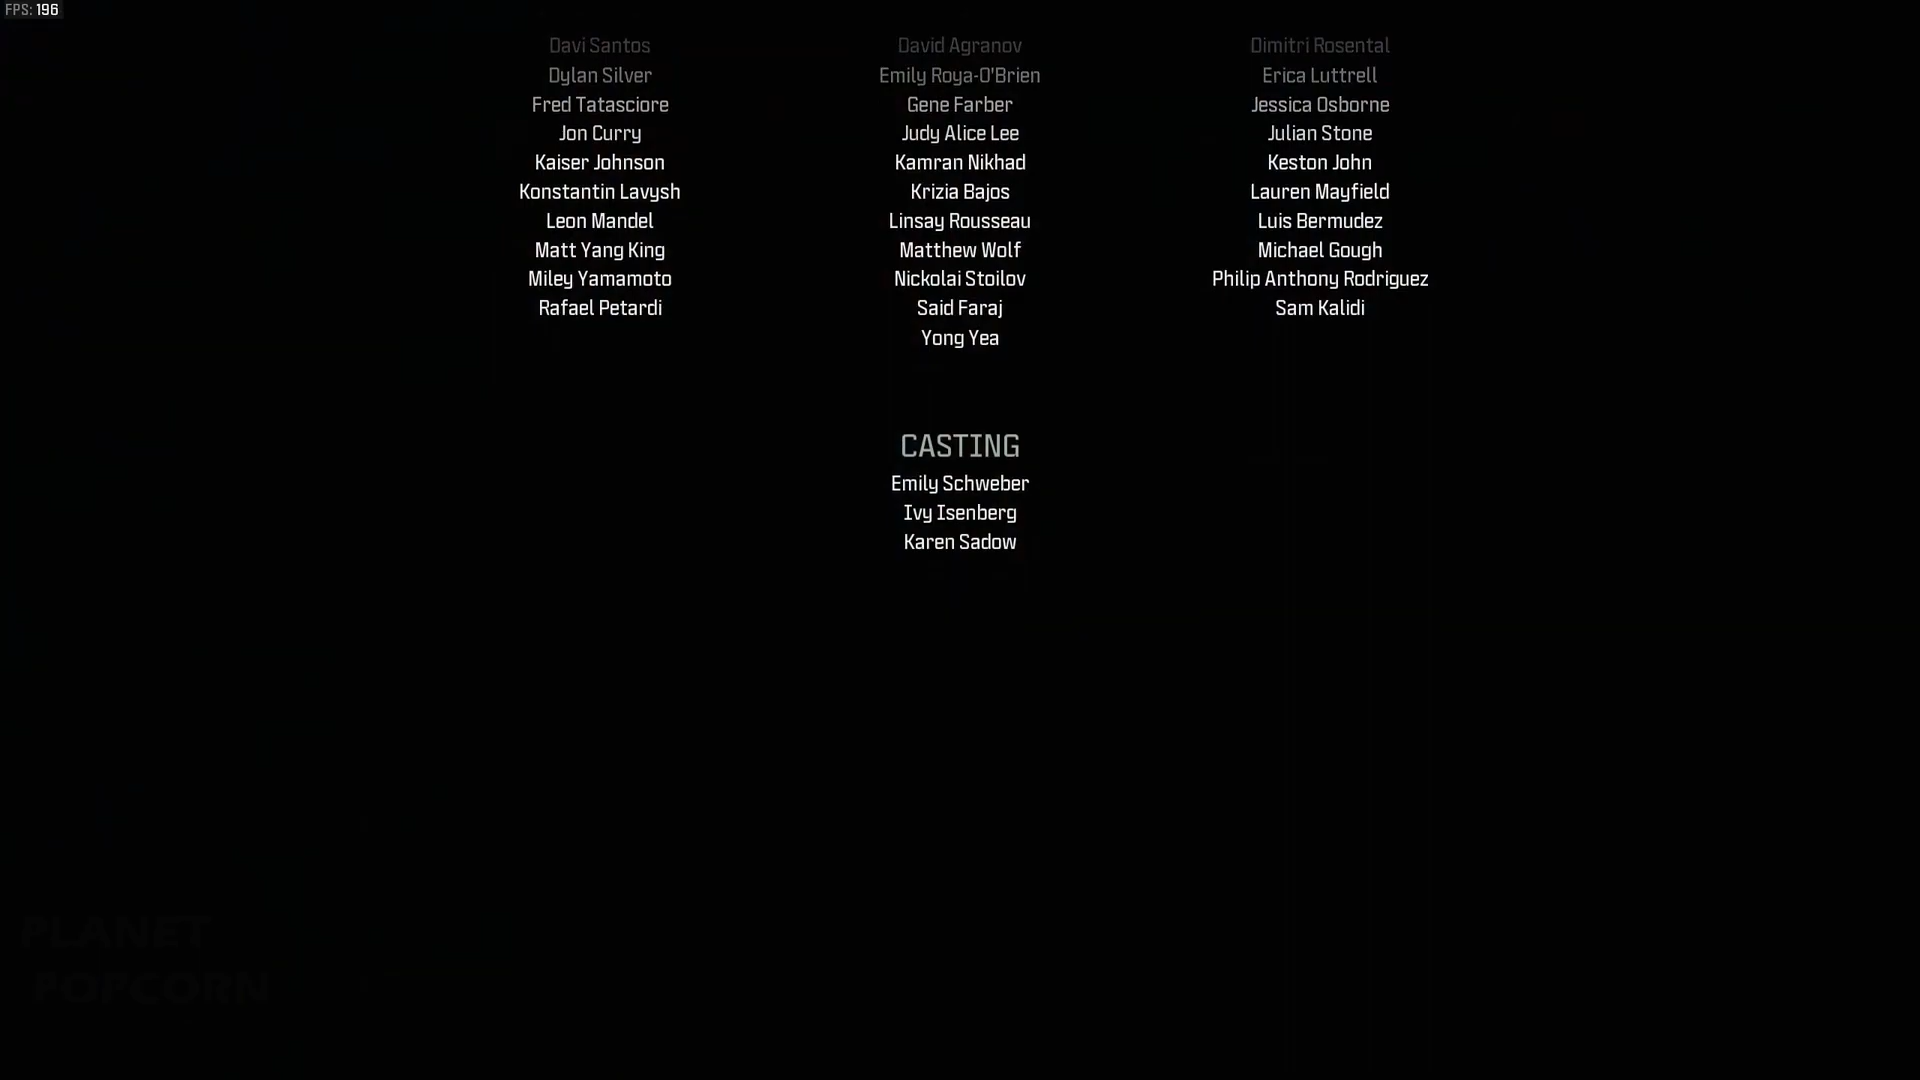 FPS: 196
Davi Santos David Agranov Dimitri Rosental
Dylan Silver Emily Roya-O'Brien Erica Luttrell
Fred Tatasciore Gene Farber Jessica Osborne
Jon Curry Judy Alice Lee Julian Stone
Kaiser Johnson Kamran Nikhad Keston John
Konstantin Lavysh Krizia Bajos Lauren Mayfield
Leon Mandel Linsay Rousseau Luis Bermudez
Matt Yang King Matthew Wolf Michael Gough
Miley Yamamoto Nickolai Stoilov Philip Anthony Rodriguez
Rafael Petardi Said Faraj Sam Kalidi
Yong Yea
CASTING
Emily Schweber
Ivy Isenberg
Karen Sadow
PLANET
POPCORN